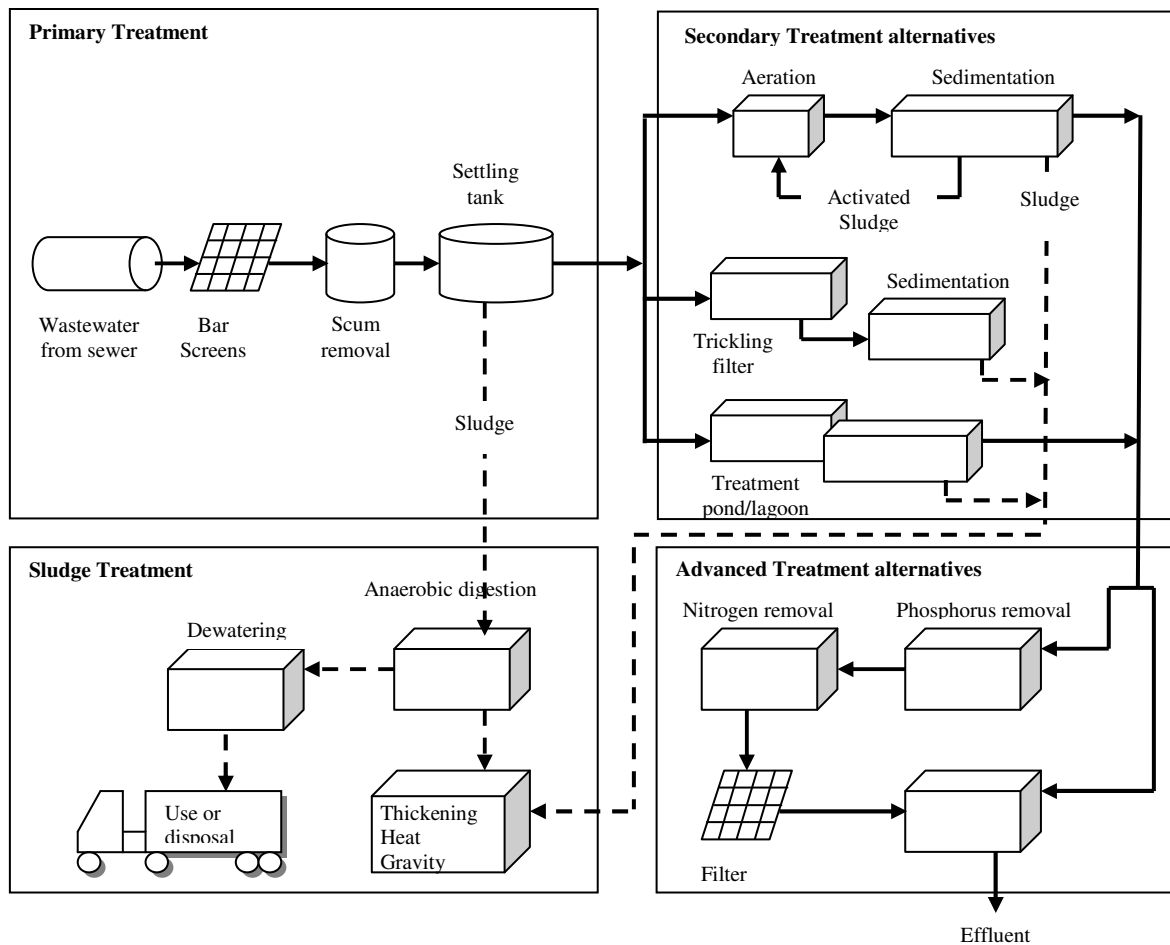 Primary Treatment
Settling
tank
Wastewater
from sewer
Bar
Screens
Scum
removal
Sludge
Secondary Treatment alternatives
Aeration
Sedimentation
Activated
Sludge
Sludge
Sedimentation
Trickling
filter
Treatment
pond/lagoon
Sludge Treatment
Anaerobic digestion
Dewatering
Use or
disposal
Thickening
Heat
Gravity
Advanced Treatment alternatives
Nitrogen removal
Phosphorus removal
Filter
Effluent